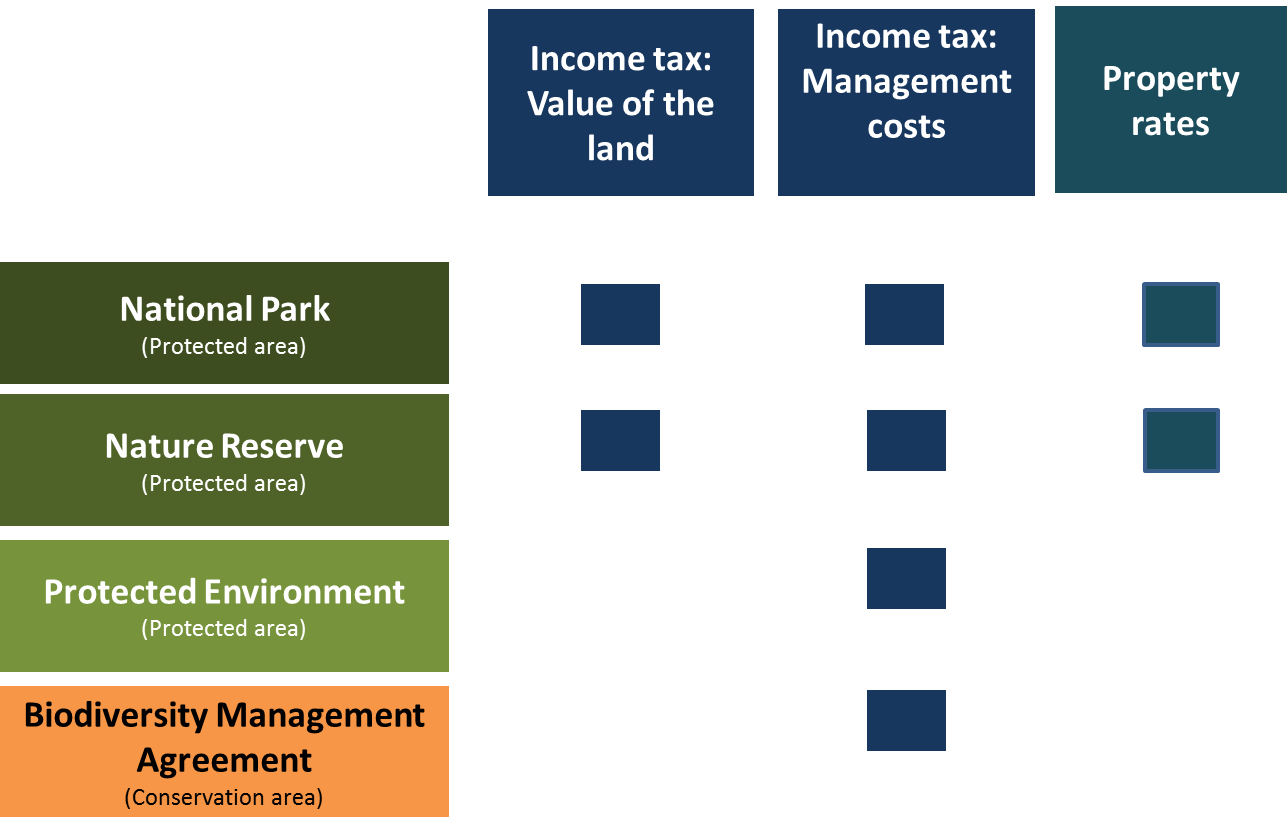 Income tax:
Value of the
land
Income tax:
Management
costs
Property
rates
National Park
(Protected area)
Nature Reserve
(Protected area)
Protected Environment
(Protected area)
Biodiversity Management
Agreement
(Conservation area)